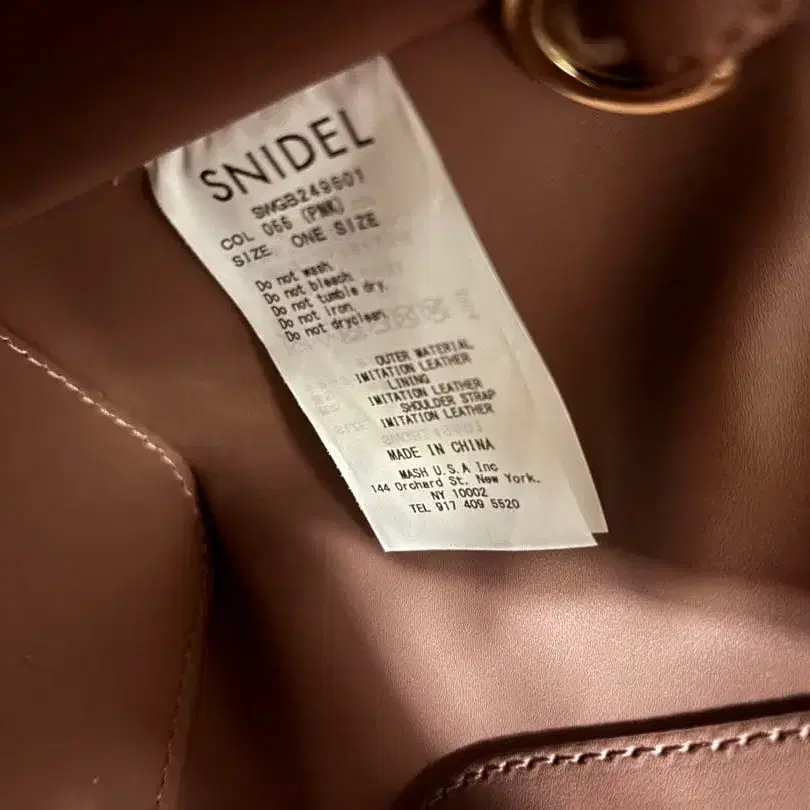 SNIDEL
SWGB249601
COL 066 (PNK)
SIZE ONE SIZE
Do not wash.
Do not bleach.
Do not tumble dry.
Do not iron.
Do not dryclean.
OUTER MATERIAL
IMITATION LEATHER
LINING
IMITATION LEATHER
SHOULDER STRAP
IMITATION LEATHER
MADE IN CHINA
MASH U.S.A Inc
144 Orchard St. New York.
NY 10002
TEL 917 409 5520